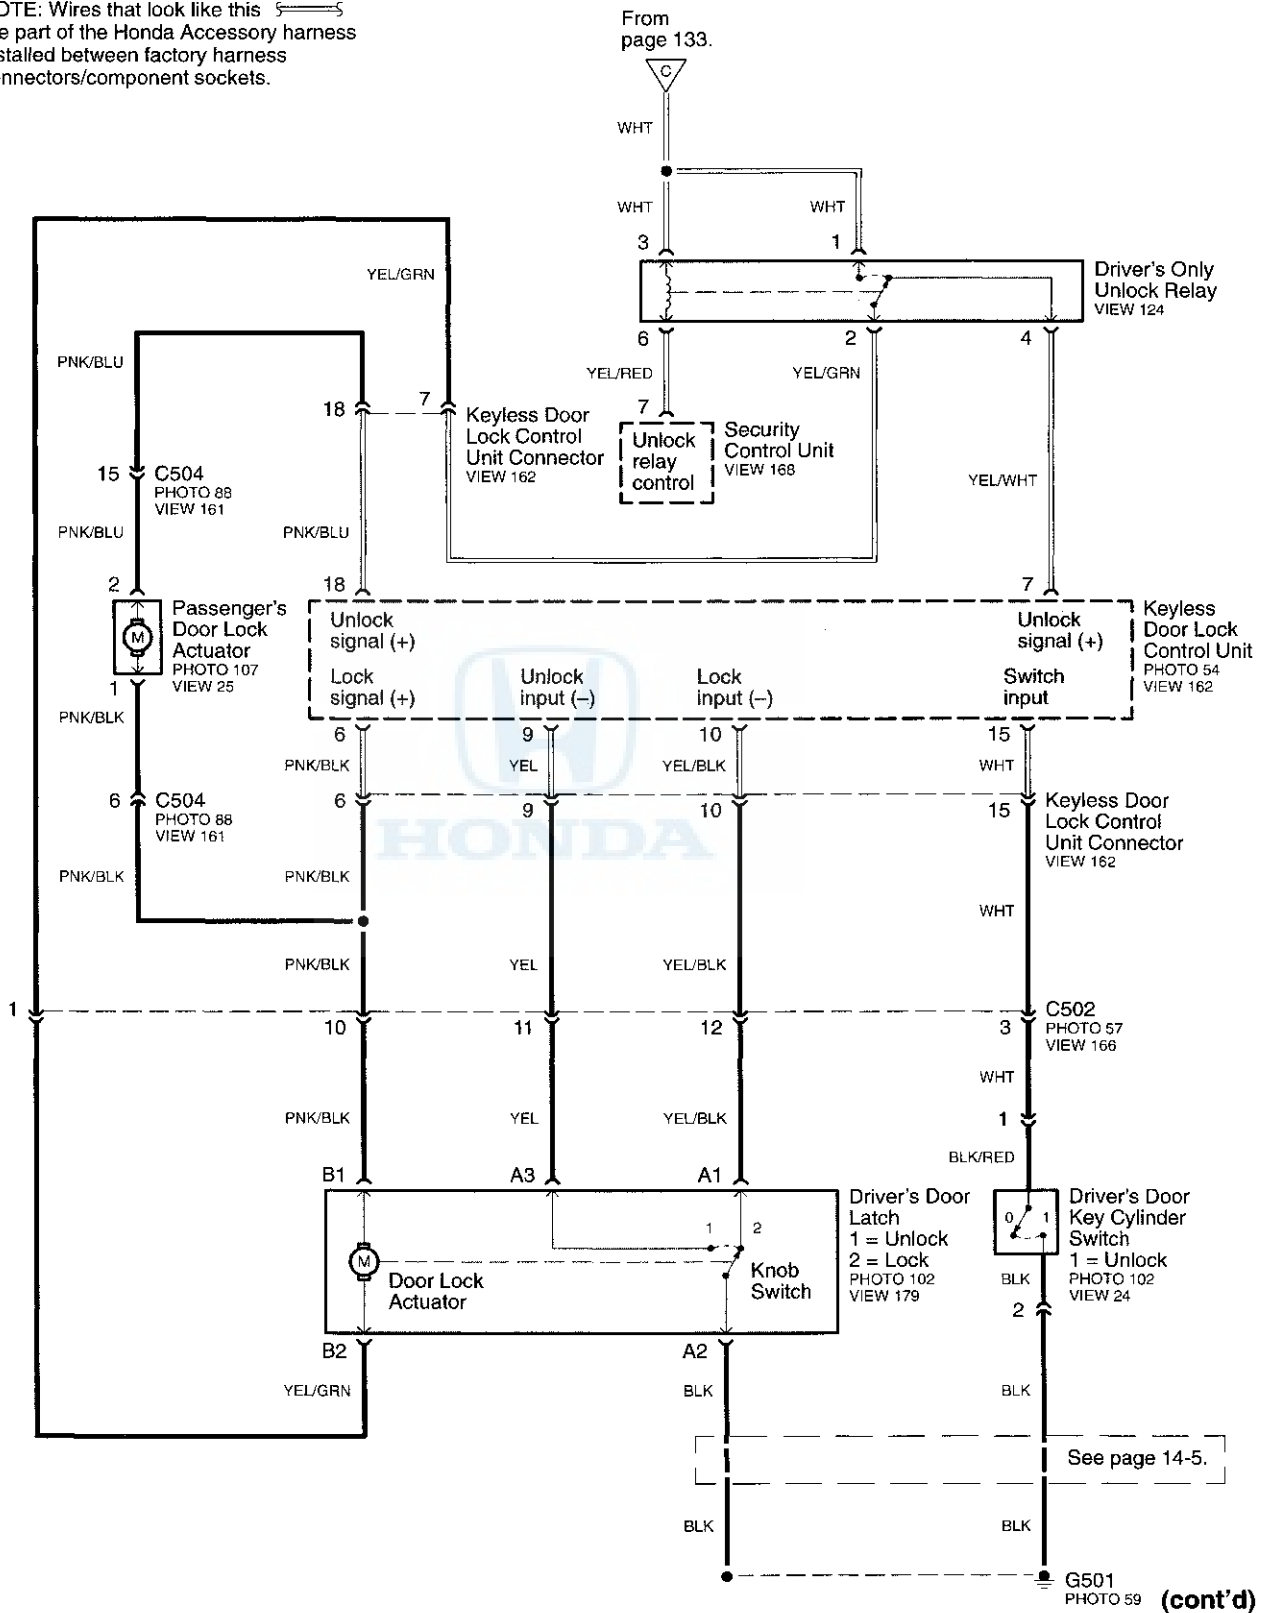 OTE: Wires that look like this
e part of the Honda Accessory harness
stalled between factory harness
nnectors/component sockets.
From
page 133.
C
WHT
WHT
WHT
3
1
YEL/GRN
Driver's Only
Unlock Relay
VIEW 124
6
2
4
PNK/BLU
YEL/RED
YEL/GRN
18
7
7
Keyless Door
Lock Control
Unit Connector
VIEW 162
Unlock
relay
control
Security
Control Unit
VIEW 168
15
C504
PHOTO 88
VIEW 161
YEL/WHT
PNK/BLU
PNK/BLU
2
18
7
M
Passenger's
Door Lock
Actuator
PHOTO 107
VIEW 25
1
Unlock
signal (+)
Unlock
signal (+)
Lock
signal (+)
Unlock
input (–)
Lock
input (–)
Switch
input
Keyless
Door Lock
Control Unit
PHOTO 54
VIEW 162
PNK/BLK
6
9
10
15
PNK/BLK
YEL
YEL/BLK
WHT
6
C504
PHOTO 88
VIEW 161
6
9
10
15
Keyless Door
Lock Control
Unit Connector
VIEW 162
HONDA
PNK/BLK
PNK/BLK
WHT
PNK/BLK
YEL
YEL/BLK
1
10
11
12
3
C502
PHOTO 57
VIEW 166
WHT
PNK/BLK
YEL
YEL/BLK
1
BLK/RED
B1
A3
A1
1
2
M
Door Lock
Actuator
Knob
Switch
Driver's Door
Latch
1 = Unlock
2 = Lock
PHOTO 102
VIEW 179
0
1
Driver's Door
Key Cylinder
Switch
1 = Unlock
PHOTO 102
VIEW 24
BLK
2
B2
A2
YEL/GRN
BLK
BLK
See page 14-5.
BLK
BLK
G501
PHOTO 59
(cont'd)